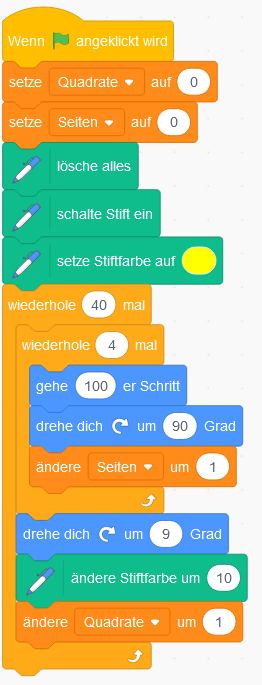 Wenn angeklickt wird
setze Quadrate auf 0
setze Seiten auf 0
lösche alles
schalte Stift ein
setze Stiftfarbe auf
wiederhole 40 mal
wiederhole 4 mal
gehe 100 er Schritt
drehe dich um 90 Grad
ändere Seiten um 1
drehe dich um 9 Grad
ändere Stiftfarbe um 10
ändere Quadrate um 1